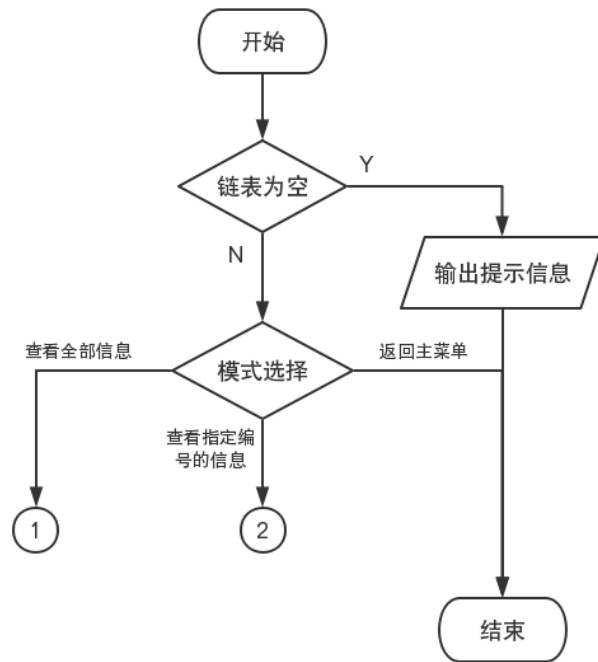 开始
链表为空
Y
N
输出提示信息
查看全部信息
模式选择
返回主菜单
查看指定编
号的信息
1
2
结束